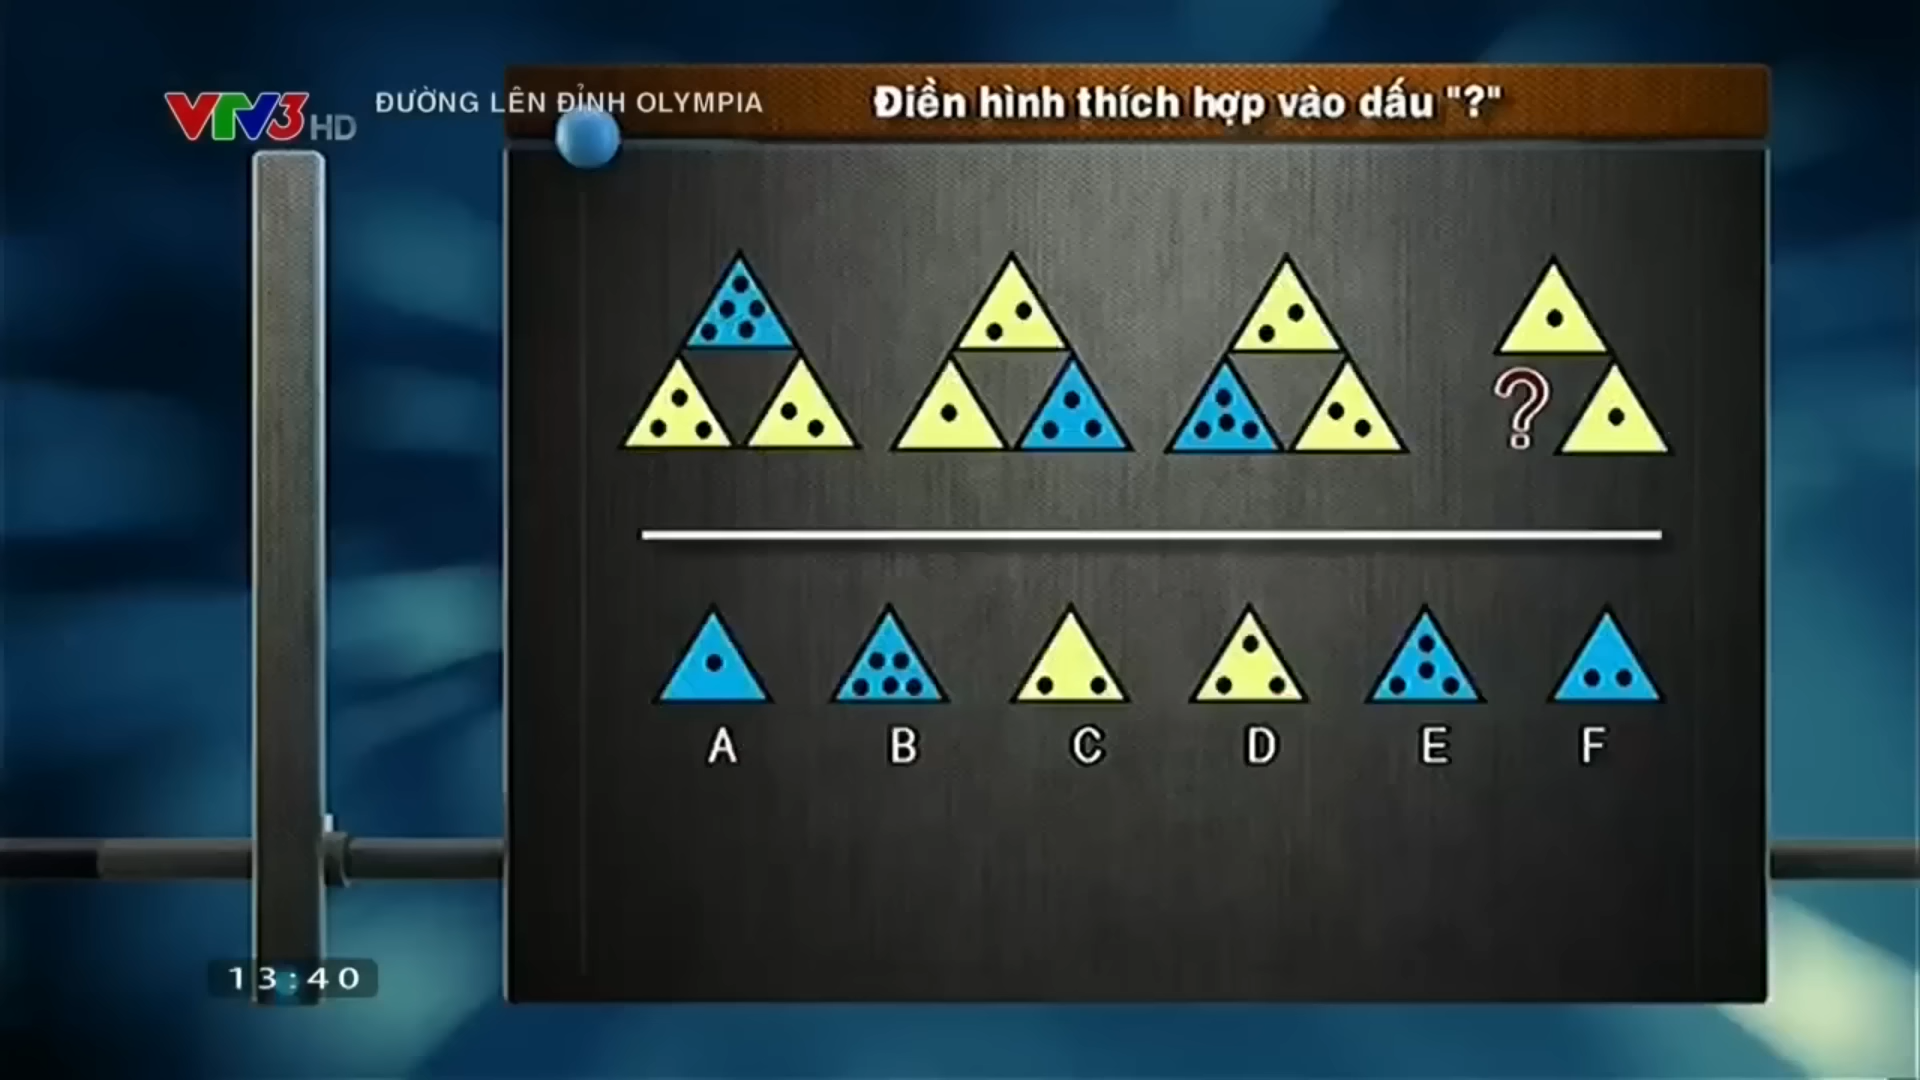 VTV3 HD
ĐƯỜNG LÊN ĐỈNH OLYMPIA
Điền hình thích hợp vào dấu "?"
?
A B C D E F
13:40